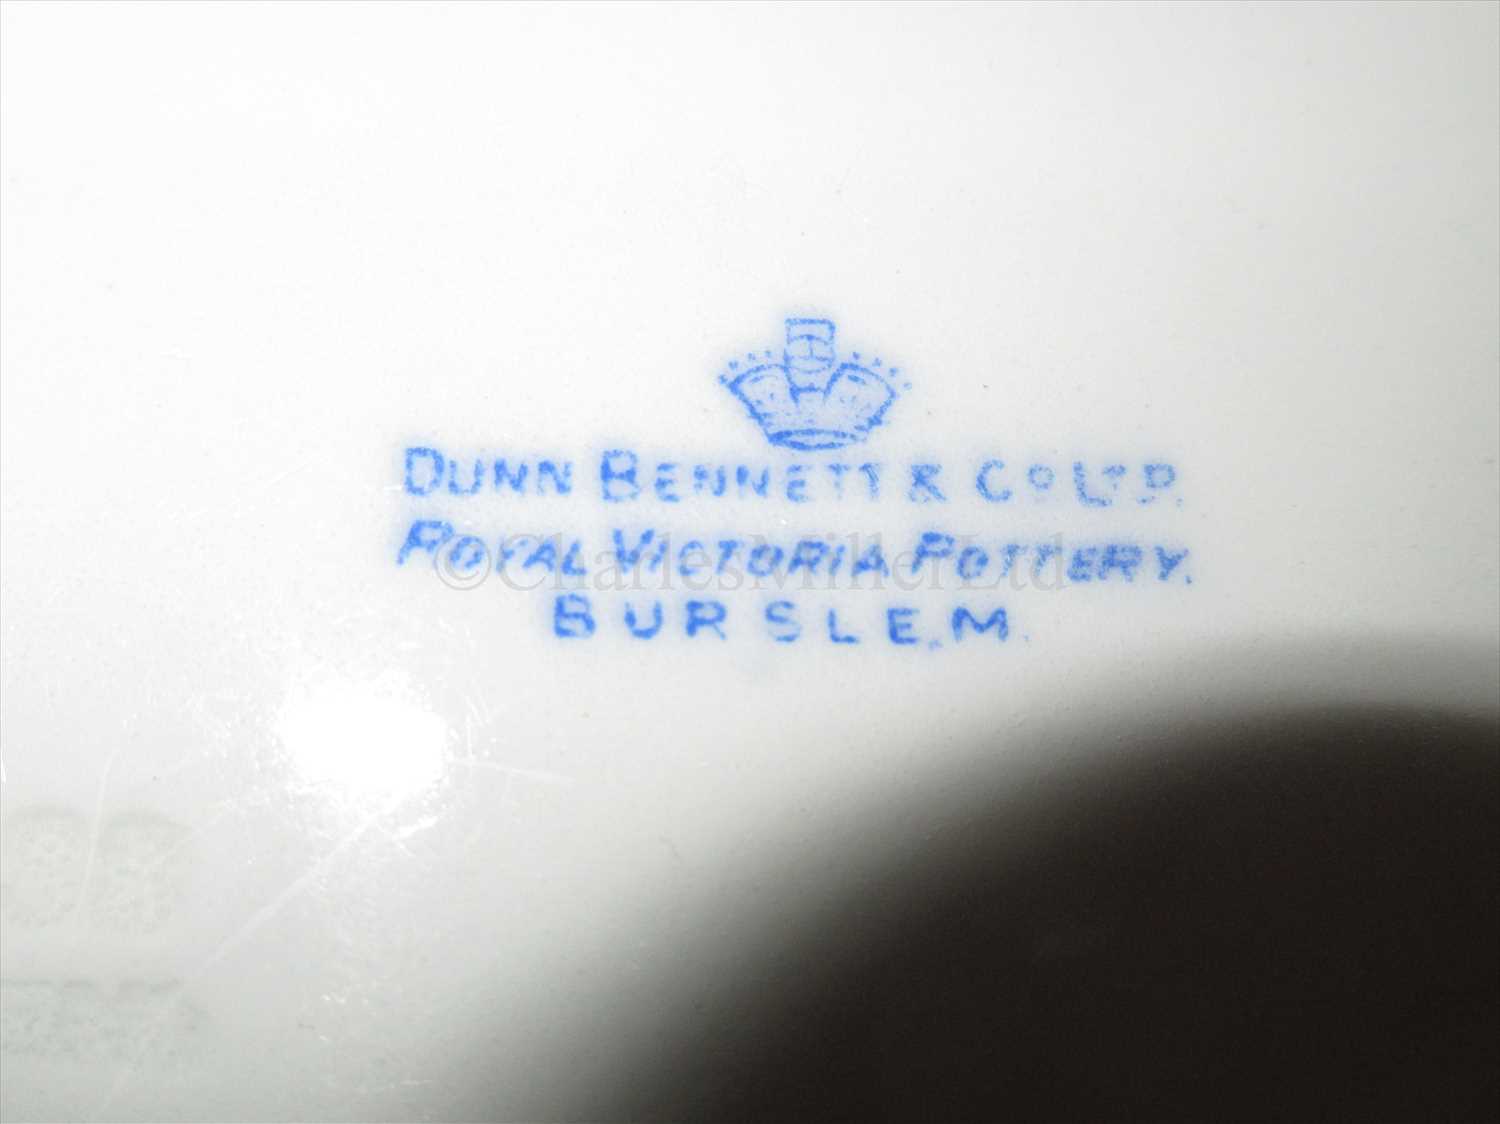 DUNN BENNETT & CO LTD.
ROYAL VICTORIA POTTERY.
BURSLEM.
©CharlesMillerLtd